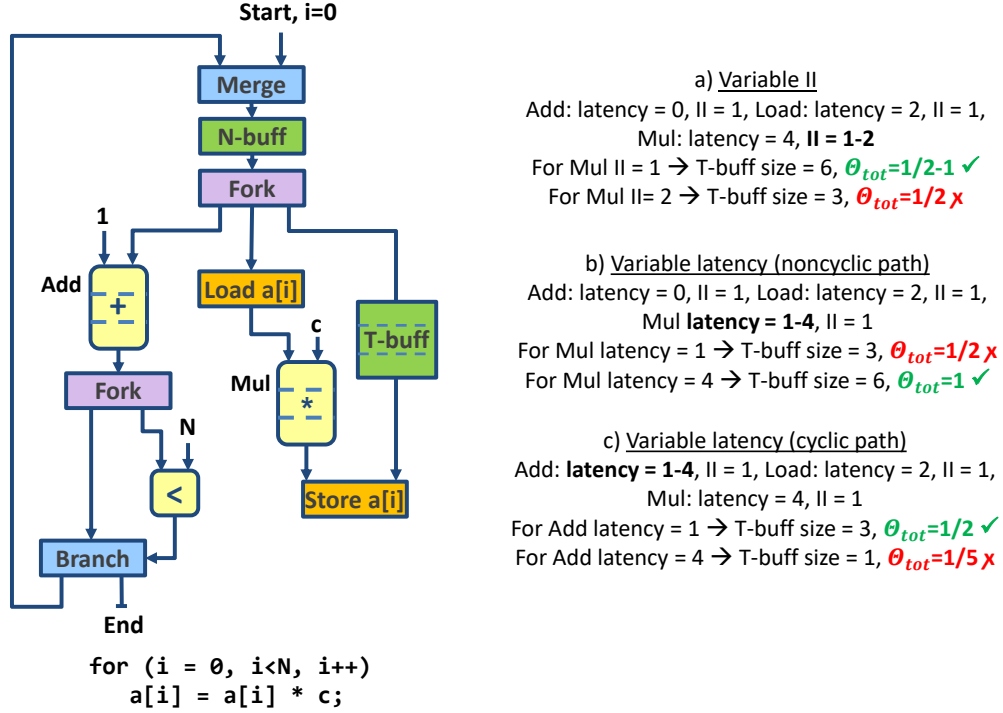 Start, i=0
Merge
N-buff
Fork
1
Add
+
Load a[i]
c
T-buff
Mul
*
Fork
N
<
Store a[i]
Branch
End
for (i = 0, i<N, i++)
a[i] = a[i] * c;
a) Variable II
Add: latency = 0, II = 1, Load: latency = 2, II = 1,
Mul: latency = 4, II = 1-2
For Mul II = 1 → T-buff size = 6, Θtot=1/2-1 ✓
For Mul II= 2 → T-buff size = 3, Θtot=1/2 ✗
b) Variable latency (noncyclic path)
Add: latency = 0, II = 1, Load: latency = 2, II = 1,
Mul latency = 1-4, II = 1
For Mul latency = 1 → T-buff size = 3, Θtot=1/2 ✗
For Mul latency = 4 → T-buff size = 6, Θtot=1 ✓
c) Variable latency (cyclic path)
Add: latency = 1-4, II = 1, Load: latency = 2, II = 1,
Mul: latency = 4, II = 1
For Add latency = 1 → T-buff size = 3, Θtot=1/2 ✓
For Add latency = 4 → T-buff size = 1, Θtot=1/5 ✗